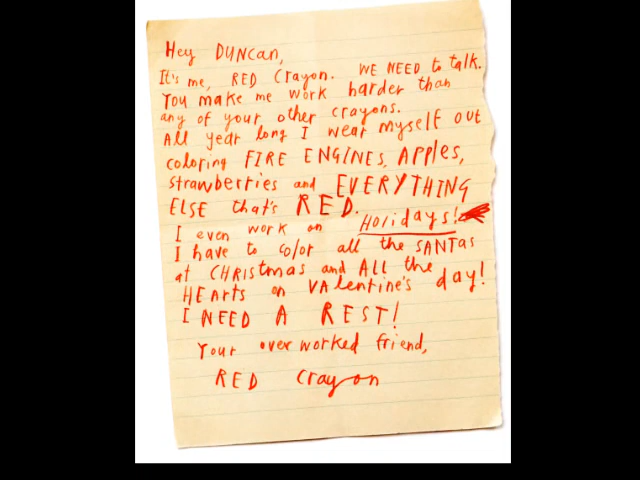 Hey DUNCAN,
It's me, RED Crayon. WE NEED to talk.
You make me work harder than
any of your other crayons.
All year long I wear myself out
coloring FIRE ENGINES, APples,
strawberries and EVERYTHING
ELSE that's RED.
I even work on Holidays!
I have to color all the SANTAs
at CHRIStmas and ALL the
HEArts on VAlentine's day!
I NEED A REST!
Your overworked friend,
RED Crayon